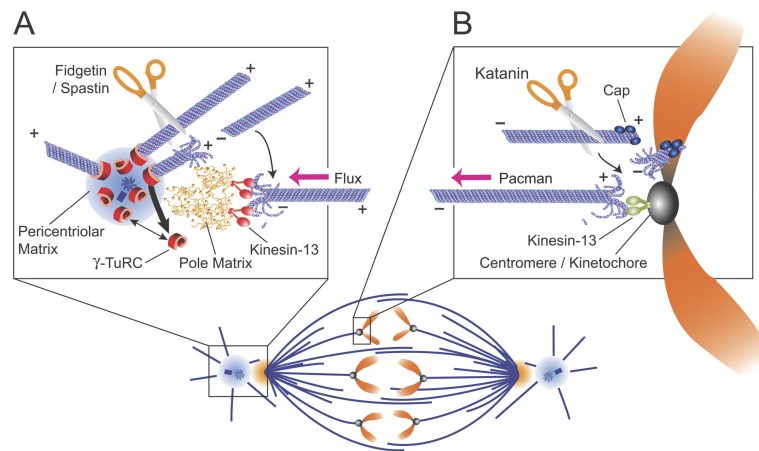 A
Fidgetin
/ Spastin
+
+
+
−
+
Flux
−
+
Pericentriolar
Matrix
γ-TuRC
Pole Matrix
Kinesin-13
B
Katanin
Cap
−
+
−
+
Pacman
−
Kinesin-13
Centromere / Kinetochore